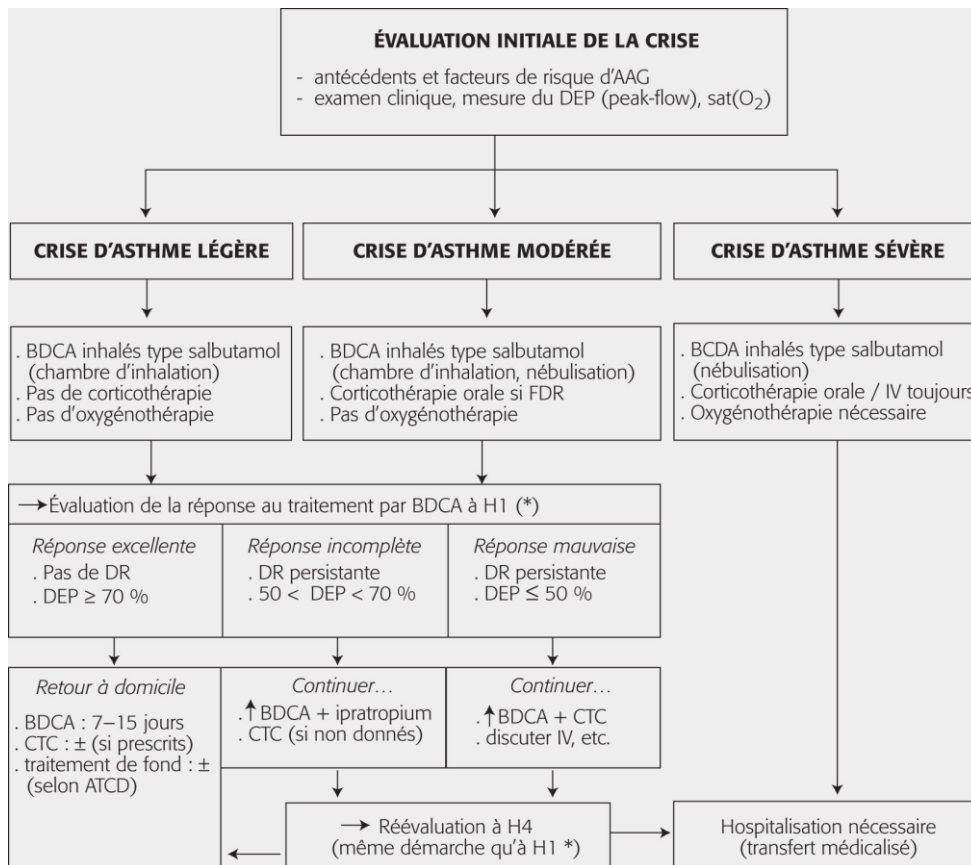 ÉVALUATION INITIALE DE LA CRISE
- antécédents et facteurs de risque d'AAG
- examen clinique, mesure du DEP (peak-flow), sat(O₂)
CRISE D'ASTHME LÉGÈRE
CRISE D'ASTHME MODÉRÉE
CRISE D'ASTHME SÉVÈRE
. BDCA inhalés type salbutamol
(chambre d'inhalation)
. Pas de corticothérapie
. Pas d'oxygénothérapie
. BDCA inhalés type salbutamol
(chambre d'inhalation, nébulisation)
. Corticothérapie orale si FDR
. Pas d'oxygénothérapie
. BCDA inhalés type salbutamol
(nébulisation)
. Corticothérapie orale / IV toujours
. Oxygénothérapie nécessaire
→Évaluation de la réponse au traitement par BDCA à H1 (*)
Réponse excellente
. Pas de DR
. DEP ≥ 70 %
Réponse incomplète
. DR persistante
. 50 < DEP < 70 %
Réponse mauvaise
. DR persistante
. DEP ≤ 50 %
Retour à domicile
. BDCA : 7–15 jours
. CTC : ± (si prescrits)
. traitement de fond : ±
(selon ATCD)
Continuer…
. ↑BDCA + ipratropium
. CTC (si non donnés)
Continuer…
. ↑BDCA + CTC
. discuter IV, etc.
→ Réévaluation à H4
(même démarche qu'à H1 *)
Hospitalisation nécessaire
(transfert médicalisé)